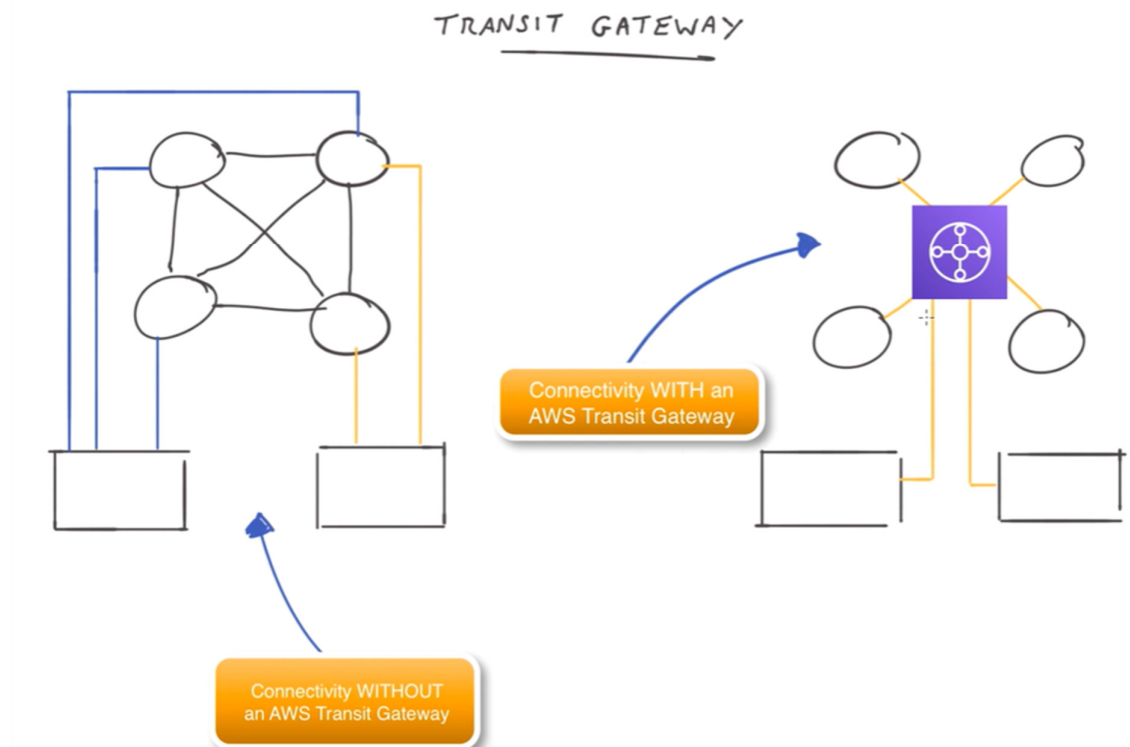 TRANSIT GATEWAY
Connectivity WITH an
AWS Transit Gateway
Connectivity WITHOUT
an AWS Transit Gateway